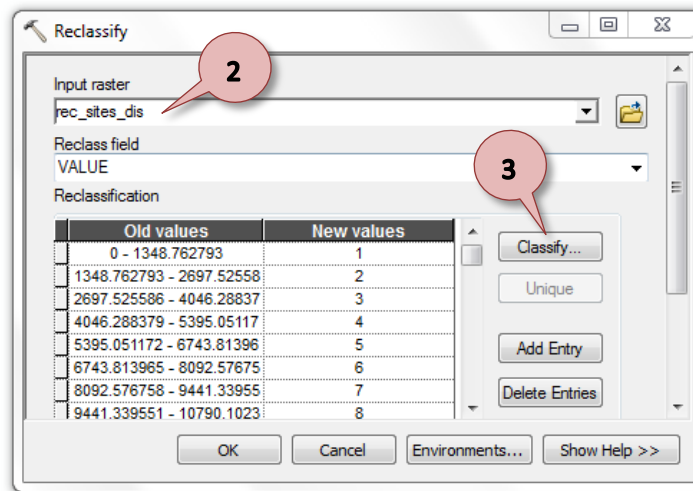 Reclassify
2
Input raster
rec_sites_dis
Reclass field
VALUE
3
Reclassification
Old values New values
0 - 1348.762793 1
1348.762793 - 2697.52558 2
2697.525586 - 4046.28837 3
4046.288379 - 5395.05117 4
5395.051172 - 6743.81396 5
6743.813965 - 8092.57675 6
8092.576758 - 9441.33955 7
9441.339551 - 10790.1023 8
Classify...
Unique
Add Entry
Delete Entries
OK Cancel Environments... Show Help >>